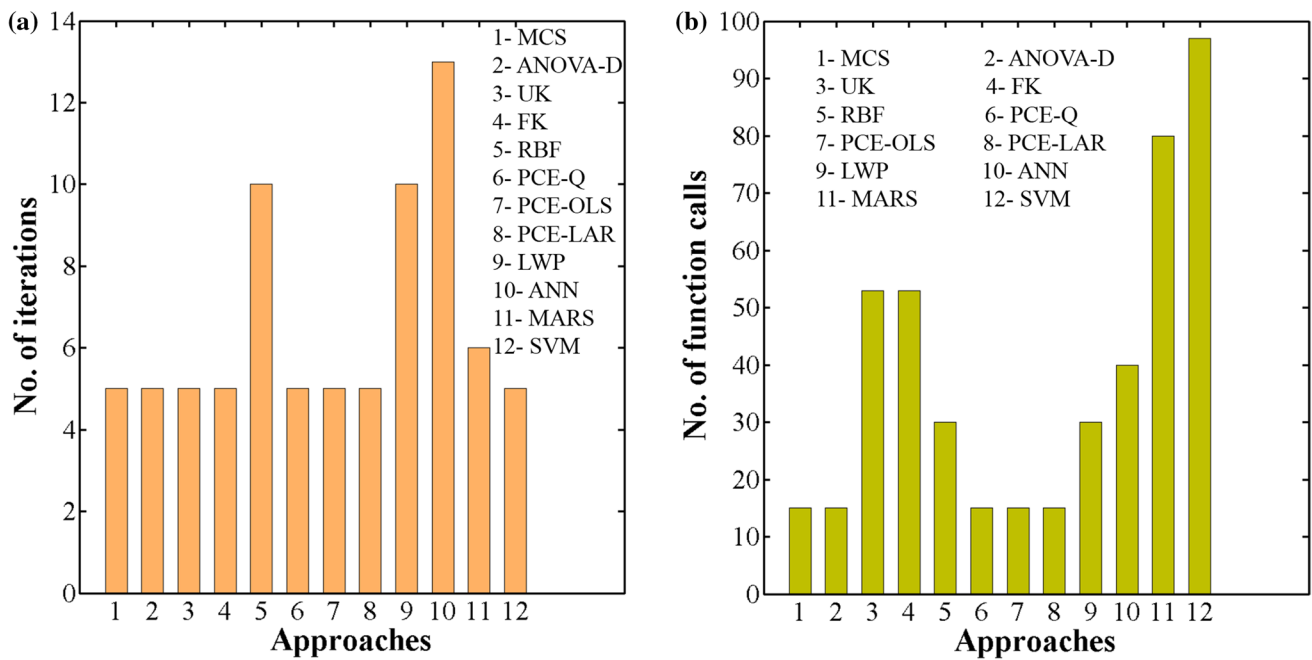 (a)
14
12
10
8
6
4
2
0
No. of iterations
1- MCS
2- ANOVA-D
3- UK
4- FK
5- RBF
6- PCE-Q
7- PCE-OLS
8- PCE-LAR
9- LWP
10- ANN
11- MARS
12- SVM
1 2 3 4 5 6 7 8 9 10 11 12
Approaches
(b)
100
90
80
70
60
50
40
30
20
10
0
No. of function calls
1- MCS 2- ANOVA-D
3- UK 4- FK
5- RBF 6- PCE-Q
7- PCE-OLS 8- PCE-LAR
9- LWP 10- ANN
11- MARS 12- SVM
1 2 3 4 5 6 7 8 9 10 11 12
Approaches